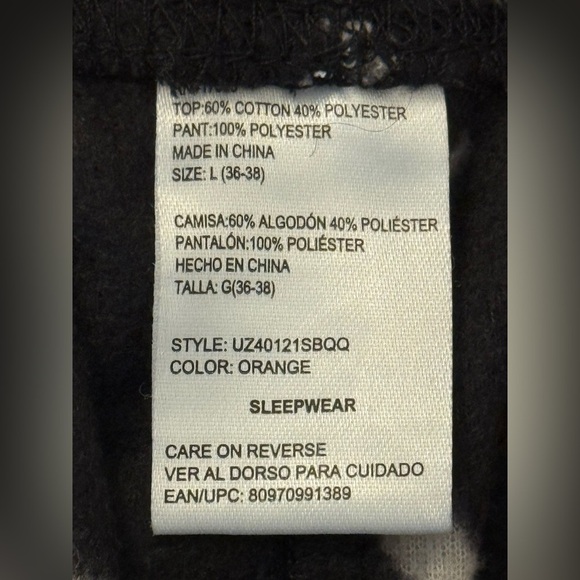 TOP:60% COTTON 40% POLYESTER
PANT:100% POLYESTER
MADE IN CHINA
SIZE: L (36-38)
CAMISA:60% ALGODÓN 40% POLIÉSTER
PANTALÓN:100% POLIÉSTER
HECHO EN CHINA
TALLA: G(36-38)
STYLE: UZ40121SBQQ
COLOR: ORANGE
SLEEPWEAR
CARE ON REVERSE
VER AL DORSO PARA CUIDADO
EAN/UPC: 80970991389